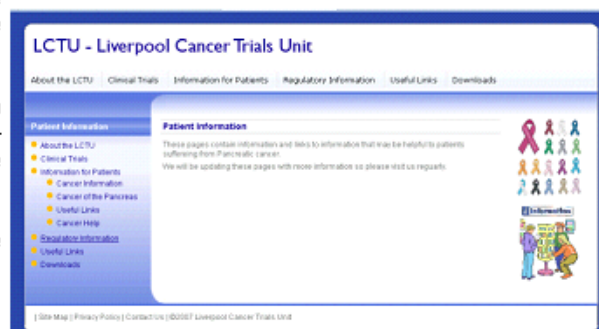 LCTU - Liverpool Cancer Trials Unit
About the LCTU Clinical Trials Information for Patients Regulatory Information Useful Links Downloads
Patient Information
About the LCTU
Clinical Trials
Information for Patients
Cancer Information
Cancer of the Pancreas
Useful Links
Cancer Help
Regulatory Information
Useful Links
Downloads
Patient Information
These pages contain information and links to information that may be helpful to patients
suffering from Pancreatic cancer.
We will be updating these pages with more information so please visit us reguarly.
Information
| Site Map | Privacy Policy | Contact Us | ©2007 Liverpool Cancer Trials Unit